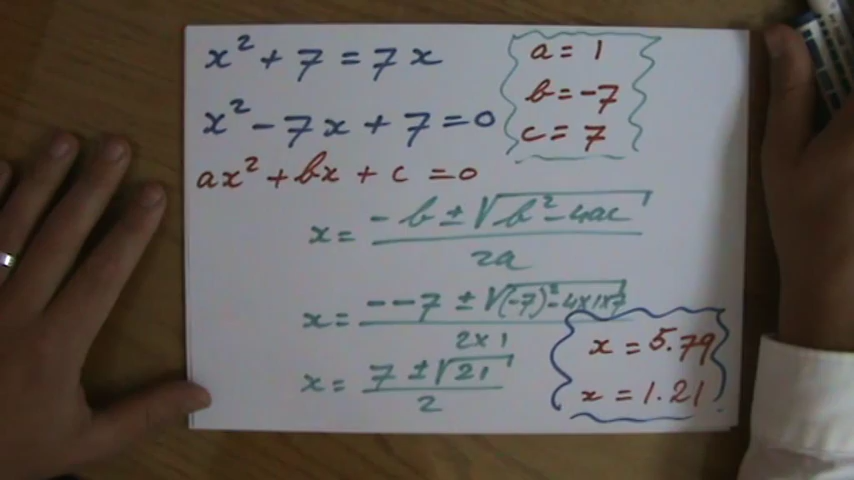 x² + 7 = 7x
x² - 7x + 7 = 0
ax² + bx + c = 0
a = 1
b = -7
c = 7
x = (-b ± √(b² - 4ac)) / 2a
x = (--7 ± √((-7)² - 4×1×7)) / 2×1
x = (7 ± √21) / 2
x = 5.79
x = 1.21